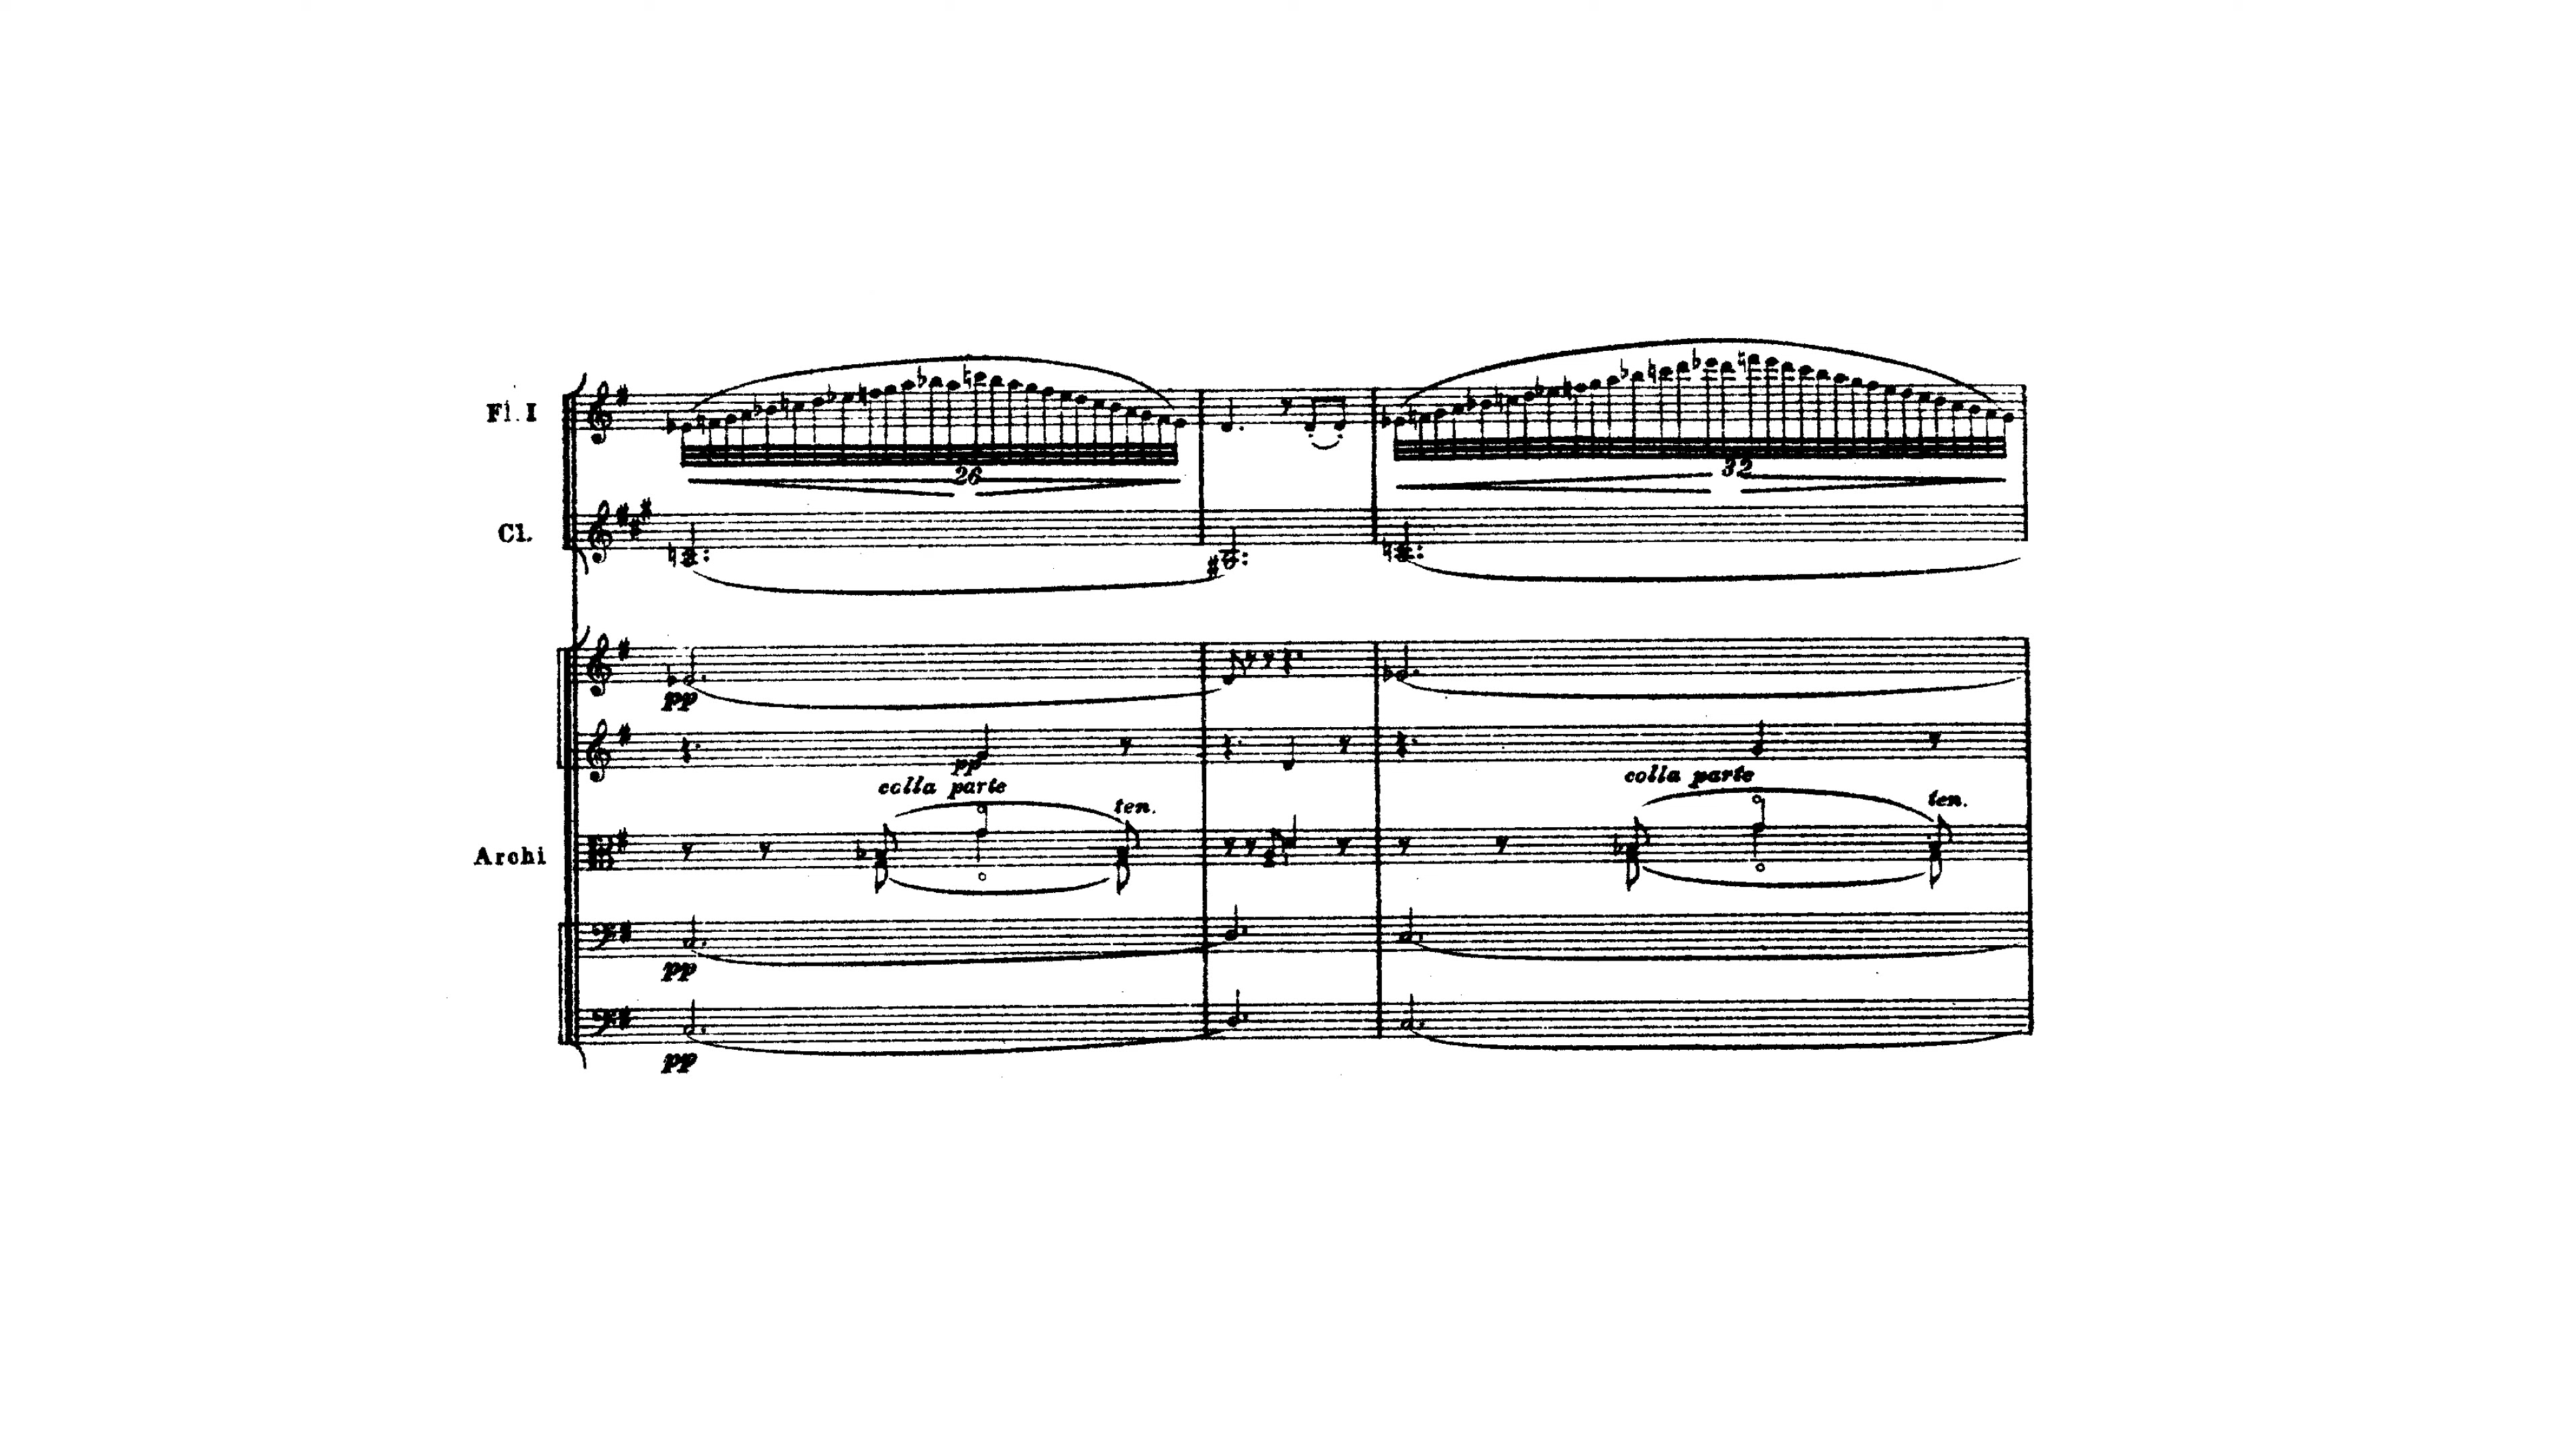 Fl. I
26
32
Cl.
pp
pp
colla parte
colla parte
ten.
ten.
Archi
pp
pp